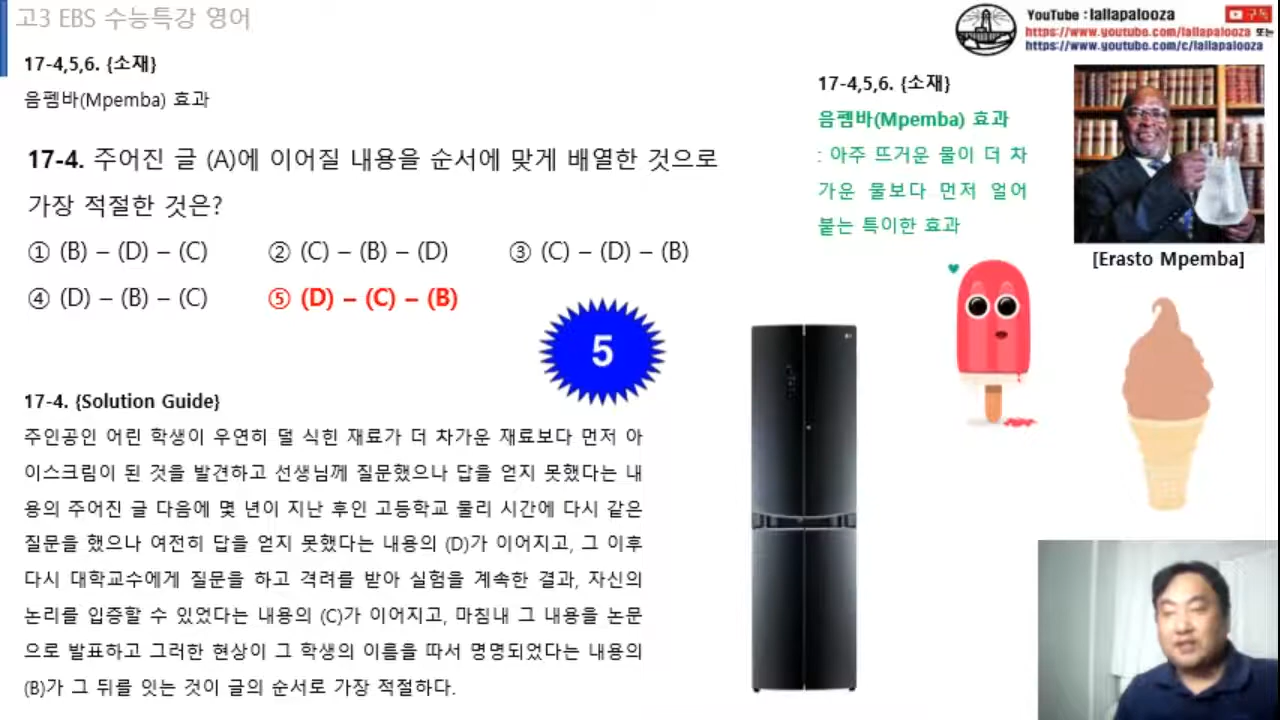 고3 EBS 수능특강 영어
YouTube : lallapalooza
구독
https://www.youtube.com/lallapalooza 또는
https://www.youtube.com/c/lallapalooza
17-4,5,6. {소재}
음펨바(Mpemba) 효과
17-4. 주어진 글 (A)에 이어질 내용을 순서에 맞게 배열한 것으로
가장 적절한 것은?
① (B) – (D) – (C) ② (C) – (B) – (D) ③ (C) – (D) – (B)
④ (D) – (B) – (C) ⑤ (D) – (C) – (B)
5
17-4. {Solution Guide}
주인공인 어린 학생이 우연히 덜 식힌 재료가 더 차가운 재료보다 먼저 아
이스크림이 된 것을 발견하고 선생님께 질문했으나 답을 얻지 못했다는 내
용의 주어진 글 다음에 몇 년이 지난 후인 고등학교 물리 시간에 다시 같은
질문을 했으나 여전히 답을 얻지 못했다는 내용의 (D)가 이어지고, 그 이후
다시 대학교수에게 질문을 하고 격려를 받아 실험을 계속한 결과, 자신의
논리를 입증할 수 있었다는 내용의 (C)가 이어지고, 마침내 그 내용을 논문
으로 발표하고 그러한 현상이 그 학생의 이름을 따서 명명되었다는 내용의
(B)가 그 뒤를 잇는 것이 글의 순서로 가장 적절하다.
17-4,5,6. {소재}
음펨바(Mpemba) 효과
: 아주 뜨거운 물이 더 차
가운 물보다 먼저 얼어
붙는 특이한 효과
[Erasto Mpemba]